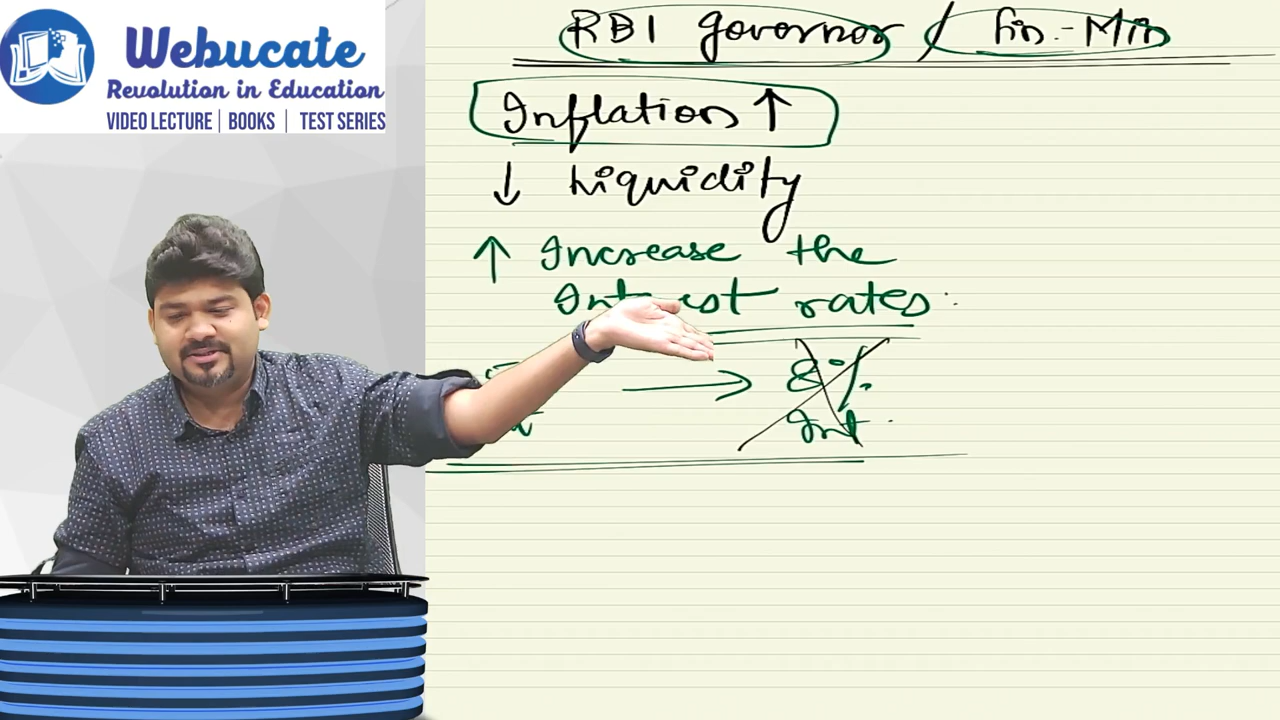 Webucate
Revolution in Education
VIDEO LECTURE | BOOKS | TEST SERIES
RBI governor / fin.-Min
Inflation ↑
↓ Liquidity
↑ Increase the
Interest rates
→ 8%
Int